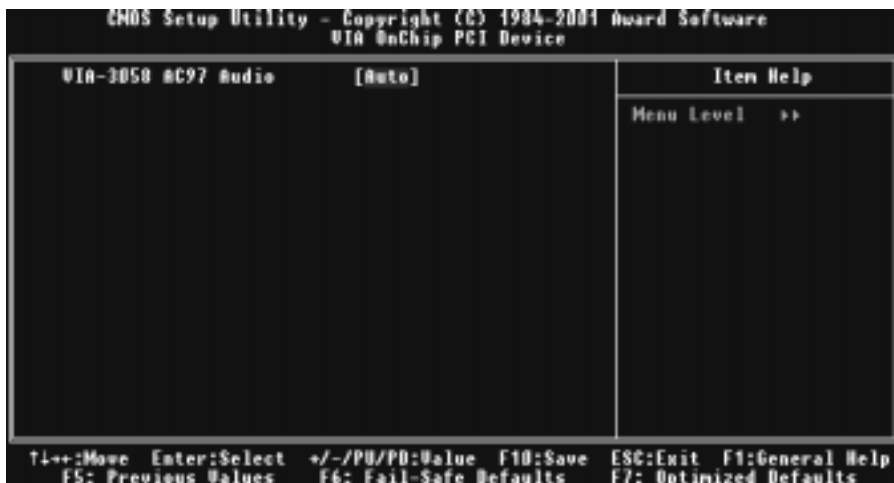 CMOS Setup Utility - Copyright (C) 1984-2001 Award Software
VIA OnChip PCI Device
VIA-3058 AC97 Audio [Auto]
Item Help
Menu Level ▸▸
↑↓→←:Move Enter:Select +/-/PU/PD:Value F10:Save ESC:Exit F1:General Help
F5: Previous Values F6: Fail-Safe Defaults F7: Optimized Defaults